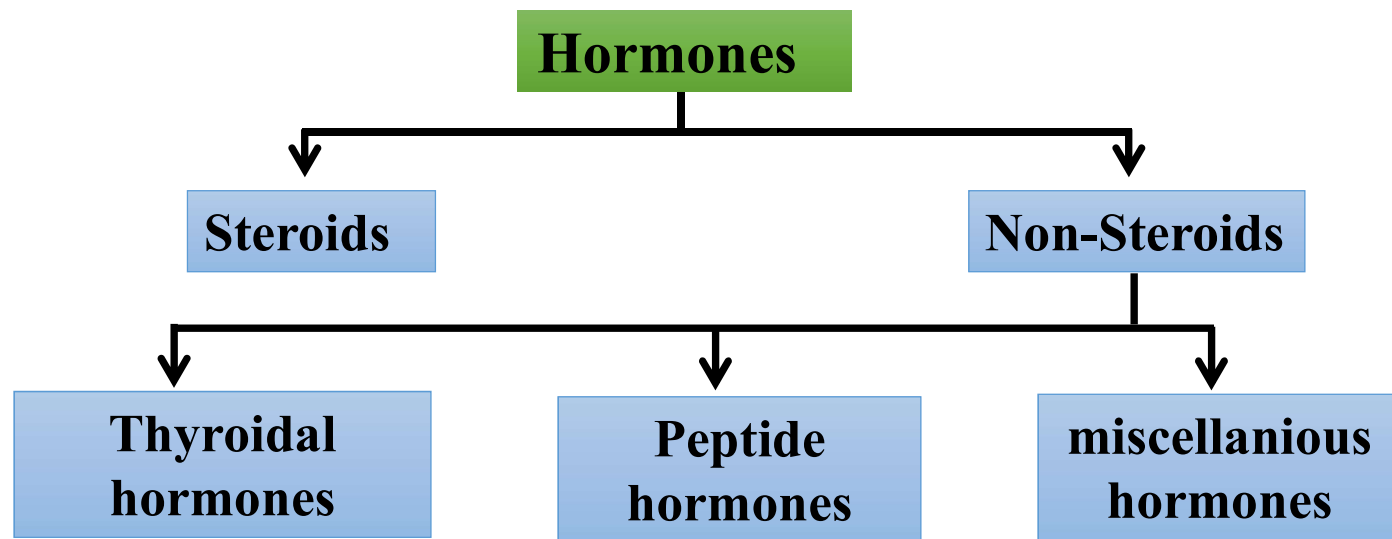 Hormones
Steroids
Non-Steroids
Thyroidal
hormones
Peptide
hormones
miscellanious
hormones